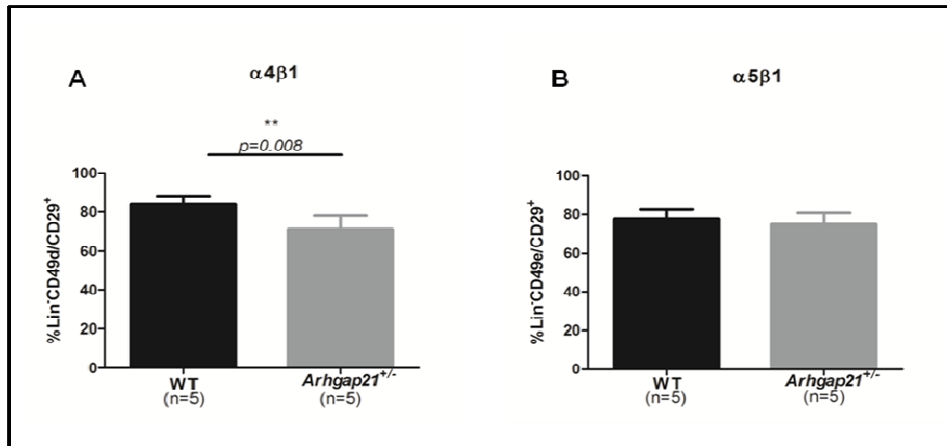 A
α4β1
**
p=0.008
%Lin⁻CD49d/CD29⁺
100
80
60
40
20
0
WT
(n=5)
Arhgap21⁺/⁻
(n=5)
B
α5β1
%Lin⁻CD49e/CD29⁺
100
80
60
40
20
0
WT
(n=5)
Arhgap21⁺/⁻
(n=5)